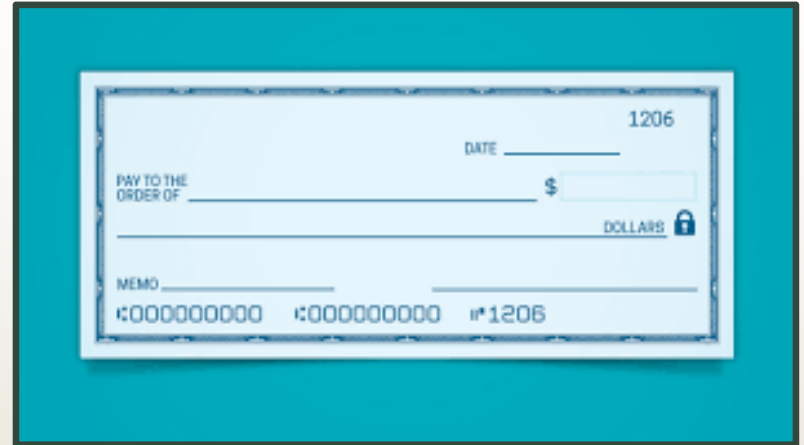 1206
DATE
PAY TO THE
ORDER OF
$
DOLLARS
MEMO
⑆000000000 ⑆000000000 ⑈1206